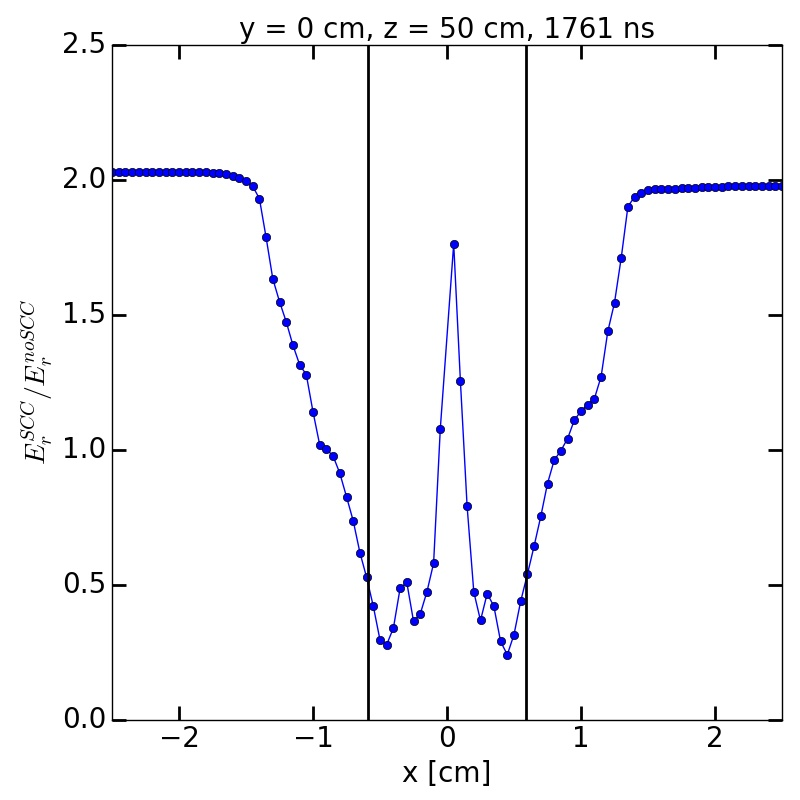 y = 0 cm, z = 50 cm, 1761 ns
2.5
2.0
1.5
1.0
0.5
0.0
E_r^{SCC} / E_r^{noSCC}
−2 −1 0 1 2
x [cm]